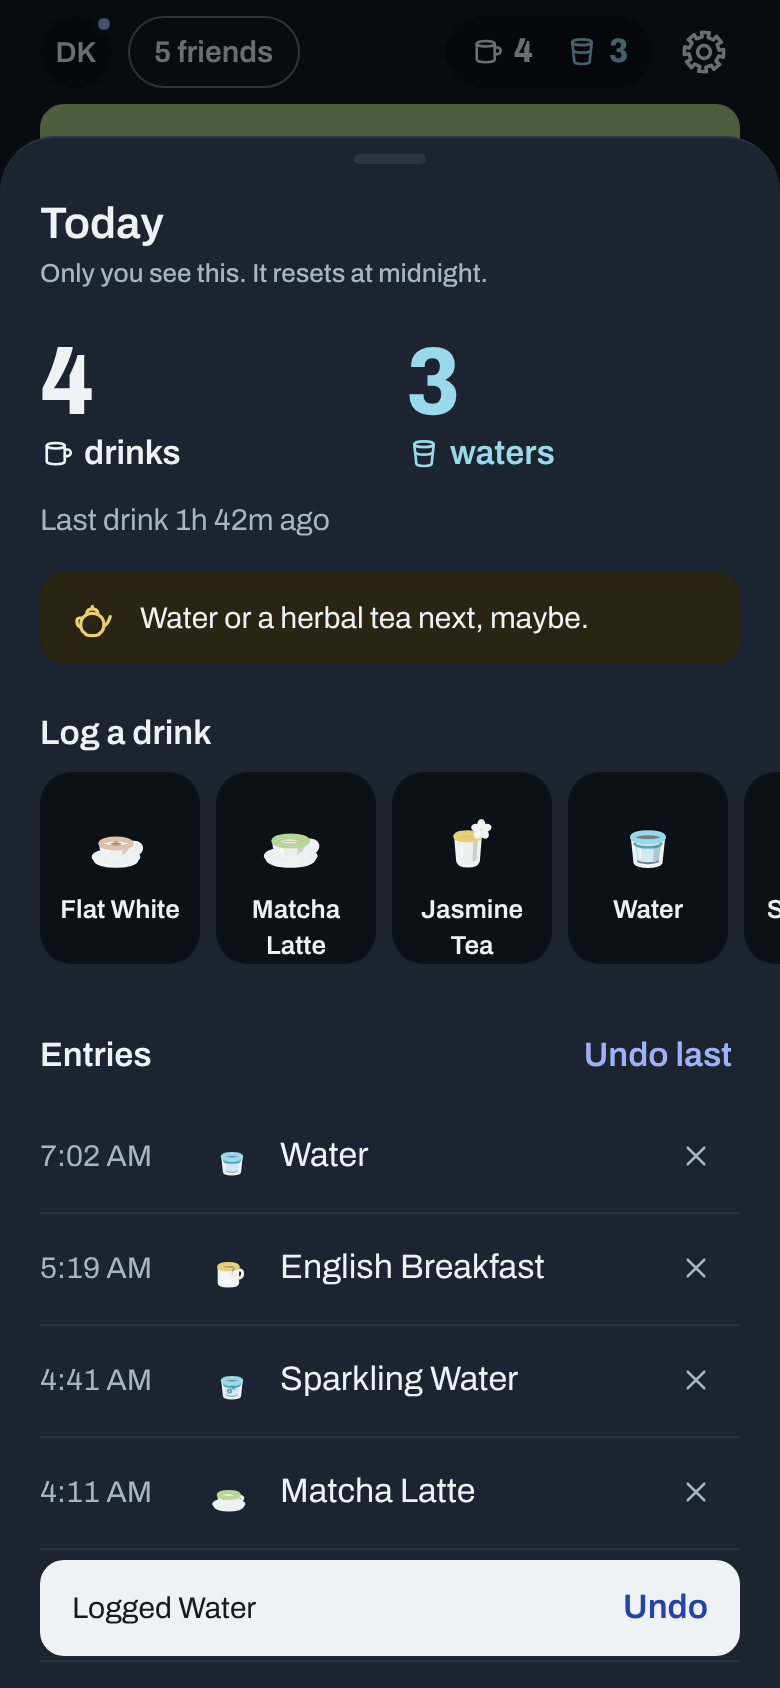 DK
5 friends
4
3
Today
Only you see this. It resets at midnight.
4
3
drinks
waters
Last drink 1h 42m ago
Water or a herbal tea next, maybe.
Log a drink
Flat White
Matcha
Latte
Jasmine
Tea
Water
S
Entries
Undo last
7:02 AM
Water
5:19 AM
English Breakfast
4:41 AM
Sparkling Water
4:11 AM
Matcha Latte
Logged Water
Undo